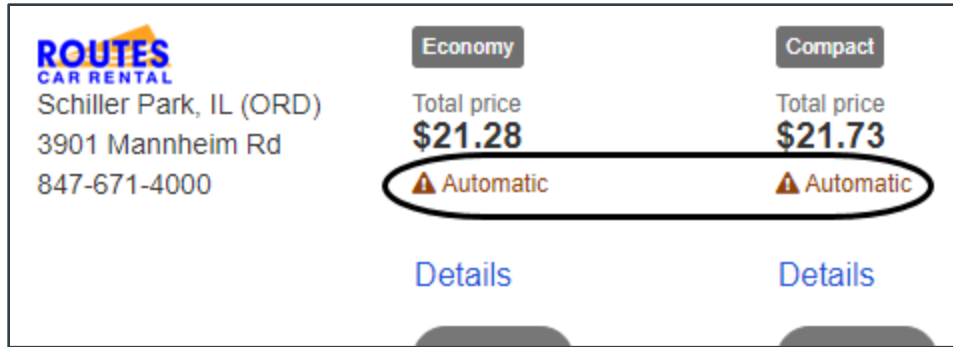 ROUTES
CAR RENTAL
Schiller Park, IL (ORD)
3901 Mannheim Rd
847-671-4000
Economy
Total price
$21.28
Automatic
Details
Compact
Total price
$21.73
Automatic
Details